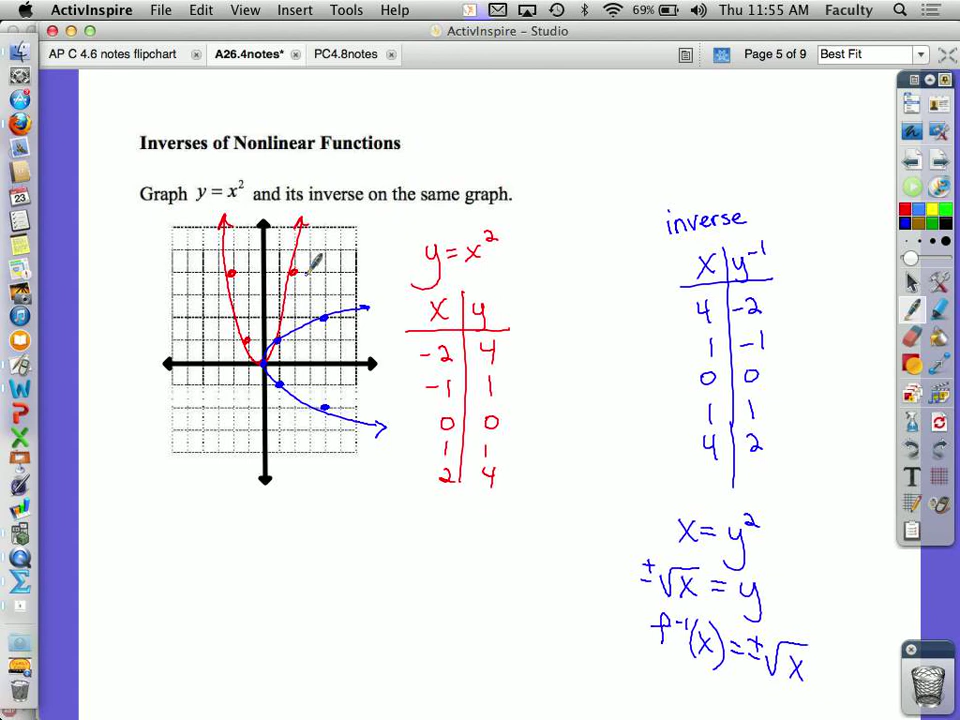 ActivInspire File Edit View Insert Tools Help 69% Thu 11:55 AM Faculty
ActivInspire - Studio
AP C 4.6 notes flipchart A26.4notes* PC4.8notes Page 5 of 9 Best Fit
Inverses of Nonlinear Functions
Graph y = x² and its inverse on the same graph.
y = x²
x y
-2 4
-1 1
0 0
1 1
2 4
inverse
x y⁻¹
4 -2
1 -1
0 0
1 1
4 2
x = y²
±√x = y
f⁻¹(x) = ±√x